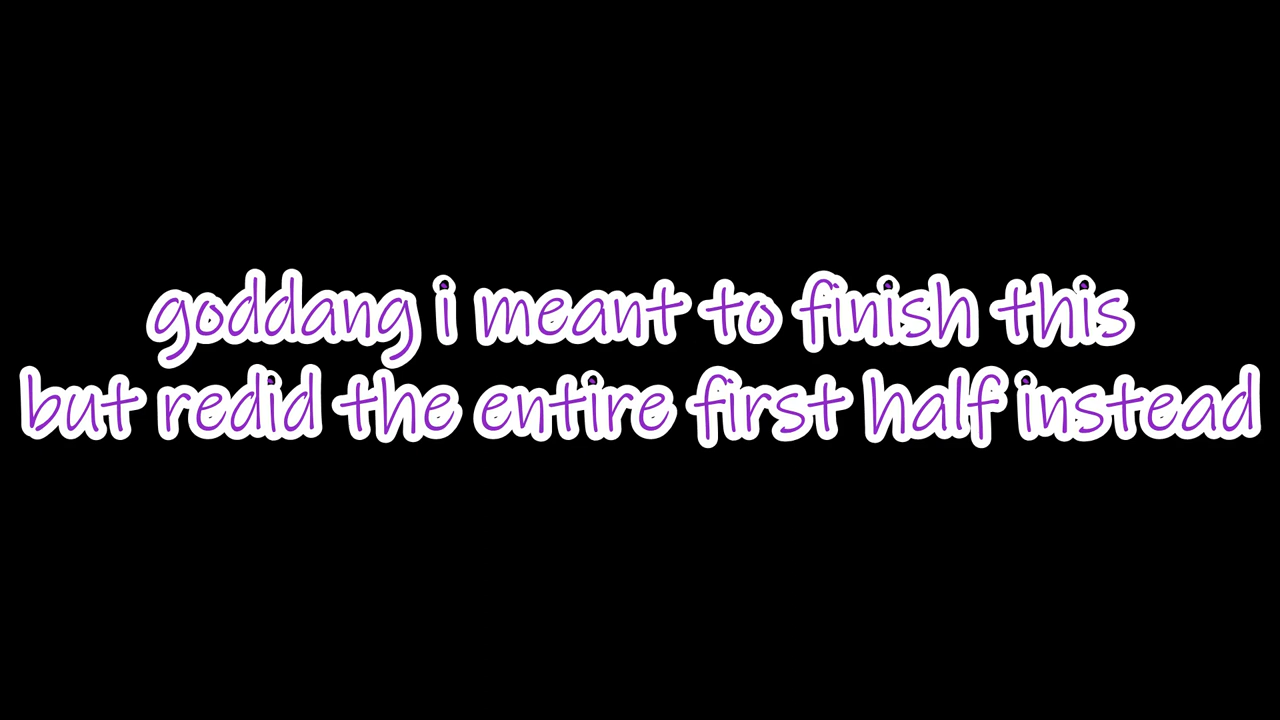 goddang i meant to finish this
but redid the entire first half instead